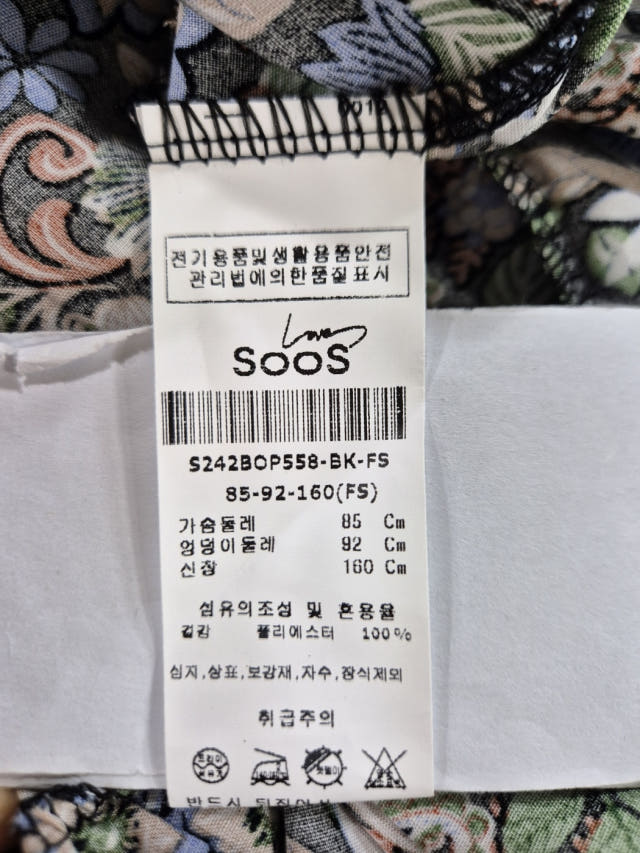 전기용품및생활용품안전
관리법에의한품질표시
Love
SOOS
S242BOP558-BK-FS
85-92-160(FS)
가슴둘레 85 Cm
엉덩이둘레 92 Cm
신장 160 Cm
섬유의조성 및 혼용율
겉감 폴리에스터 100%
심지,상표,보강재,자수,장식제외
취급주의
반드시